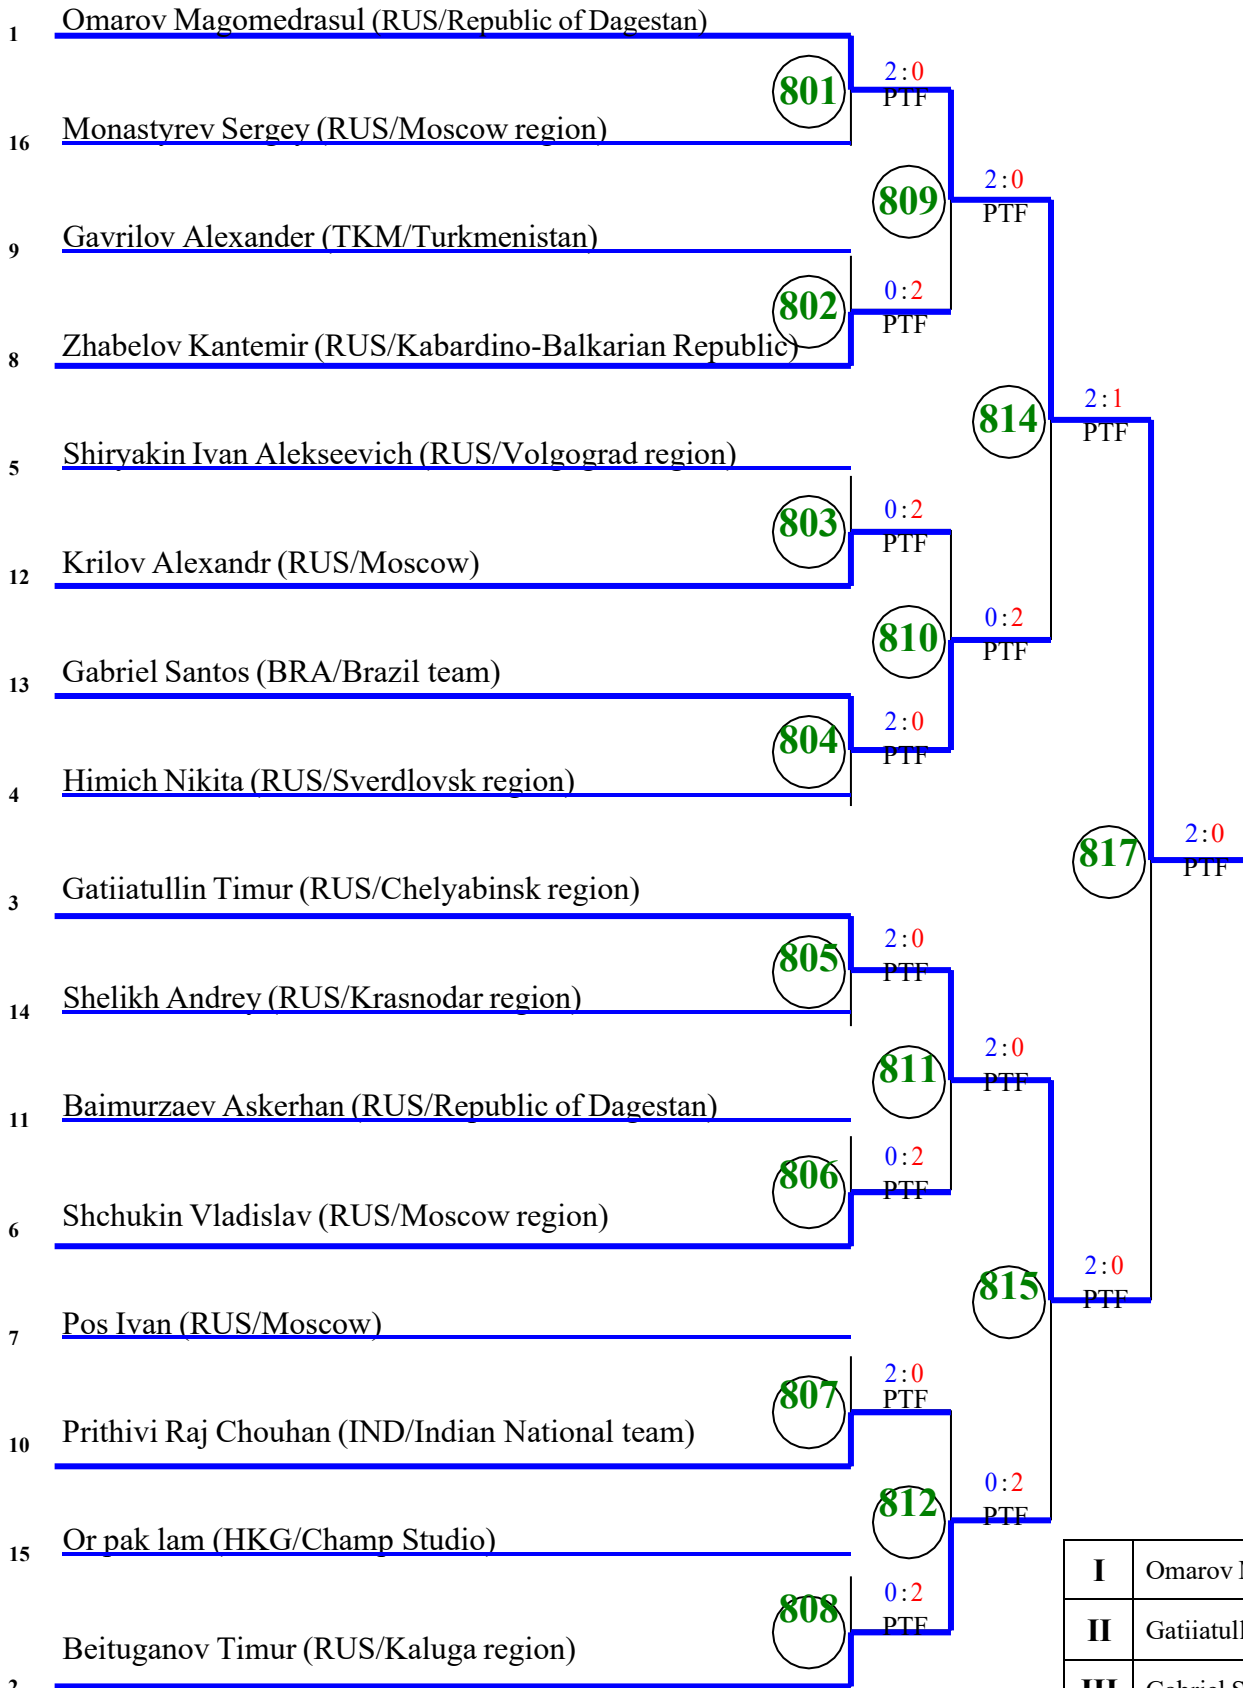 1 Omarov Magomedrasul (RUS/Republic of Dagestan)
801 2:0
PTF
16 Monastyrev Sergey (RUS/Moscow region)
809 2:0
PTF
9 Gavrilov Alexander (TKM/Turkmenistan)
802 0:2
PTF
8 Zhabelov Kantemir (RUS/Kabardino-Balkarian Republic)
814 2:1
PTF
5 Shiryakin Ivan Alekseevich (RUS/Volgograd region)
803 0:2
PTF
12 Krilov Alexandr (RUS/Moscow)
810 0:2
PTF
13 Gabriel Santos (BRA/Brazil team)
804 2:0
PTF
4 Himich Nikita (RUS/Sverdlovsk region)
817 2:0
PTF
3 Gatiiatullin Timur (RUS/Chelyabinsk region)
805 2:0
PTF
14 Shelikh Andrey (RUS/Krasnodar region)
811 2:0
PTF
11 Baimurzaev Askerhan (RUS/Republic of Dagestan)
806 0:2
PTF
6 Shchukin Vladislav (RUS/Moscow region)
815 2:0
PTF
7 Pos Ivan (RUS/Moscow)
807 2:0
PTF
10 Prithivi Raj Chouhan (IND/Indian National team)
812 0:2
PTF
15 Or pak lam (HKG/Champ Studio)
808 0:2
PTF
Beituganov Timur (RUS/Kaluga region)
2
I Omarov
II Gatiiatull
III Gabriel S